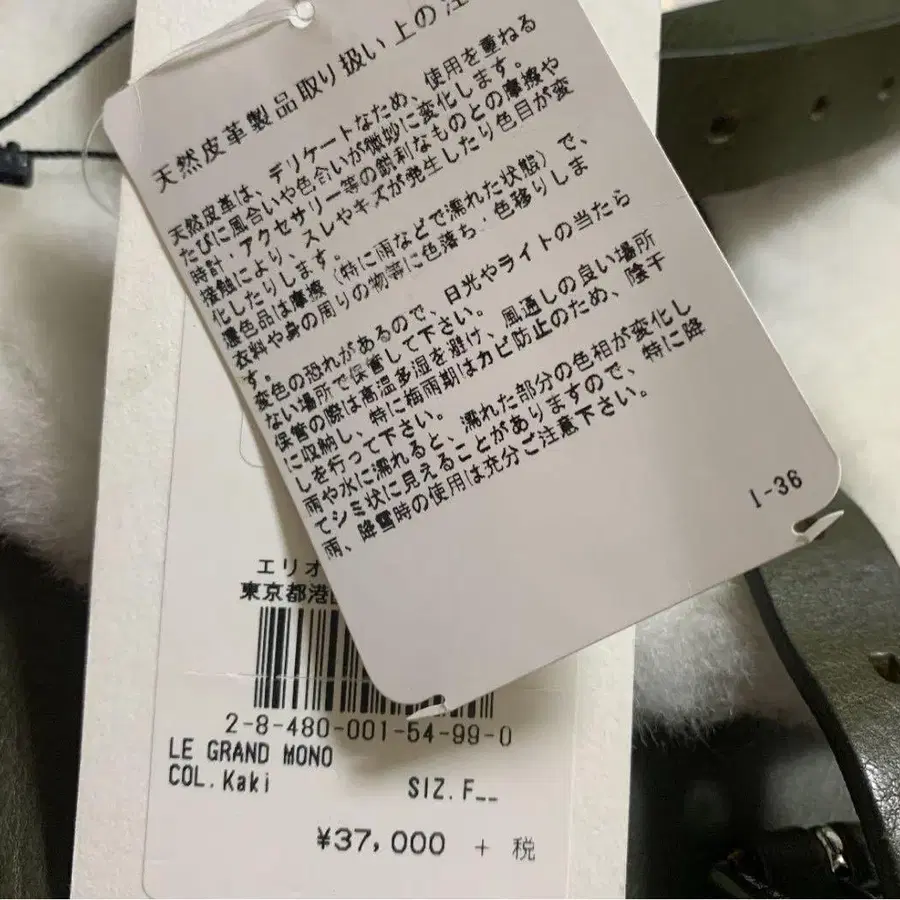 天然皮革製品取り扱い上の注
天然皮革は、デリケートなため、使用を重ねる
たびに風合いや色合いが微妙に変化します。
時計・アクセサリー等の鋭利なものとの摩擦や
接触により、スレやキズが発生したり色目が変
化したりします。
濃色品は摩擦（特に雨などで濡れた状態）で、
衣料や身の周りの物等に色落ち・色移りしま
す。
変色の恐れがあるので、日光やライトの当たら
ない場所で保管して下さい。
保管の際は高温多湿を避け、風通しの良い場所
に収納し、特に梅雨期はカビ防止のため、陰干
しを行って下さい。
雨や水に濡れると、濡れた部分の色相が変化し
てシミ状に見えることがありますので、特に降
雨、降雪時の使用は充分ご注意下さい。
I-36
エリオ
東京都港
2-8-480-001-54-99-0
LE GRAND MONO
COL. Kaki SIZ. F__
¥37,000 + 税